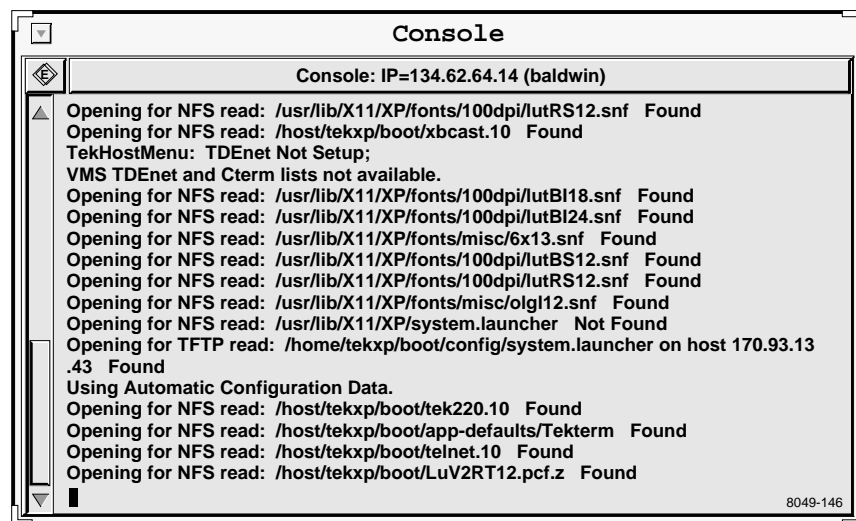 Console
E
Console: IP=134.62.64.14 (baldwin)
Opening for NFS read: /usr/lib/X11/XP/fonts/100dpi/lutRS12.snf Found
Opening for NFS read: /host/tekxp/boot/xbcast.10 Found
TekHostMenu: TDEnet Not Setup;
VMS TDEnet and Cterm lists not available.
Opening for NFS read: /usr/lib/X11/XP/fonts/100dpi/lutBI18.snf Found
Opening for NFS read: /usr/lib/X11/XP/fonts/100dpi/lutBI24.snf Found
Opening for NFS read: /usr/lib/X11/XP/fonts/misc/6x13.snf Found
Opening for NFS read: /usr/lib/X11/XP/fonts/100dpi/lutBS12.snf Found
Opening for NFS read: /usr/lib/X11/XP/fonts/100dpi/lutRS12.snf Found
Opening for NFS read: /usr/lib/X11/XP/fonts/misc/olgl12.snf Found
Opening for NFS read: /usr/lib/X11/XP/system.launcher Not Found
Opening for TFTP read: /home/tekxp/boot/config/system.launcher on host 170.93.13
.43 Found
Using Automatic Configuration Data.
Opening for NFS read: /host/tekxp/boot/tek220.10 Found
Opening for NFS read: /host/tekxp/boot/app-defaults/Tekterm Found
Opening for NFS read: /host/tekxp/boot/telnet.10 Found
Opening for NFS read: /host/tekxp/boot/LuV2RT12.pcf.z Found
8049-146